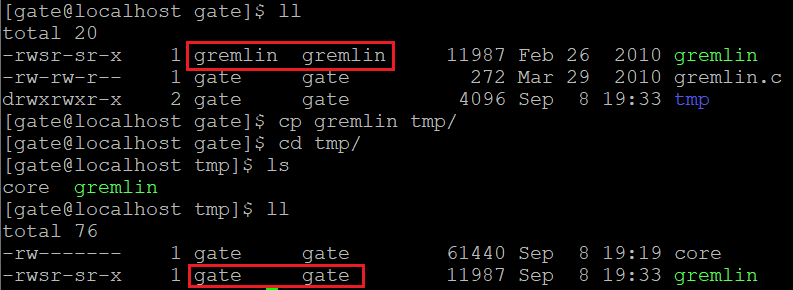 [gate@localhost gate]$ ll
total 20
-rwsr-sr-x    1 gremlin  gremlin     11987 Feb 26  2010 gremlin
-rw-rw-r--    1 gate     gate          272 Mar 29  2010 gremlin.c
drwxrwxr-x    2 gate     gate         4096 Sep  8 19:33 tmp
[gate@localhost gate]$ cp gremlin tmp/
[gate@localhost gate]$ cd tmp/
[gate@localhost tmp]$ ls
core  gremlin
[gate@localhost tmp]$ ll
total 76
-rw-------    1 gate     gate        61440 Sep  8 19:19 core
-rwsr-sr-x    1 gate     gate        11987 Sep  8 19:33 gremlin